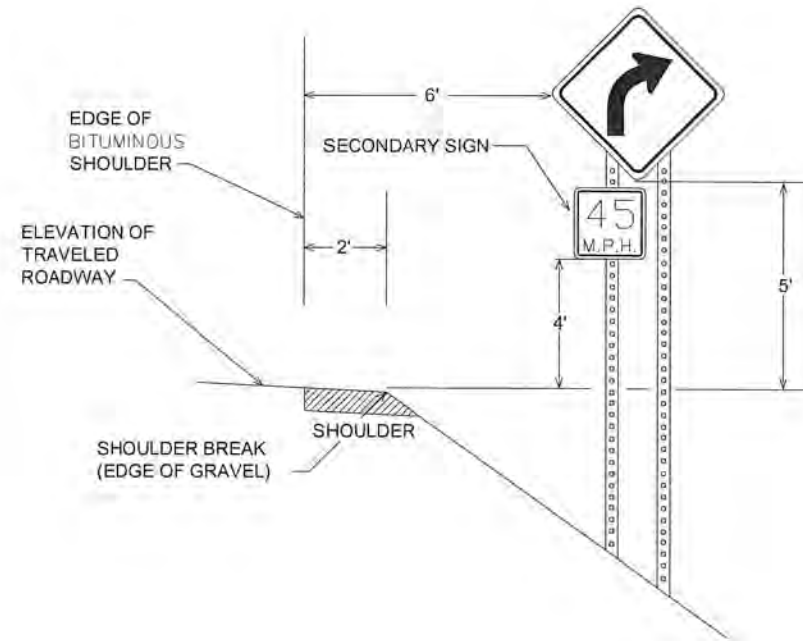 6'
EDGE OF
BITUMINOUS
SHOULDER
SECONDARY SIGN
45
M.P.H.
ELEVATION OF
TRAVELED
ROADWAY
2'
4'
5'
SHOULDER
SHOULDER BREAK
(EDGE OF GRAVEL)